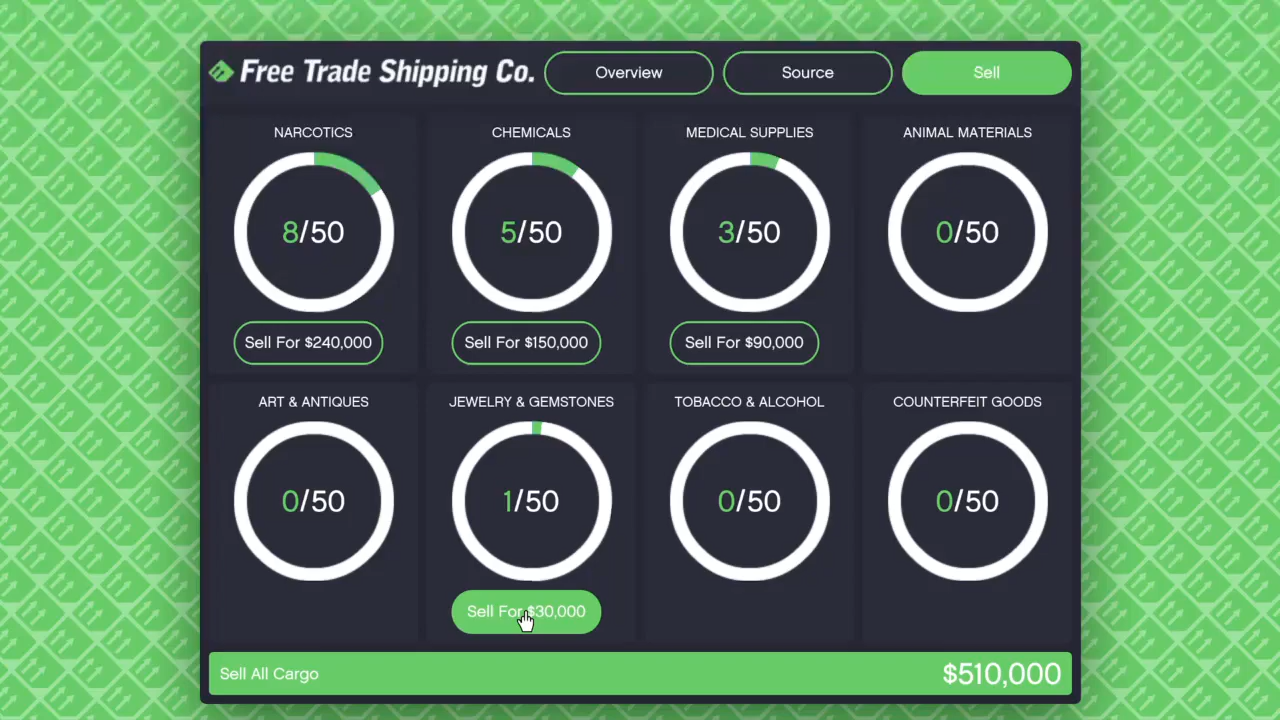 Free Trade Shipping Co.
Overview
Source
Sell
NARCOTICS
CHEMICALS
MEDICAL SUPPLIES
ANIMAL MATERIALS
8/50
5/50
3/50
0/50
Sell For $240,000
Sell For $150,000
Sell For $90,000
ART & ANTIQUES
JEWELRY & GEMSTONES
TOBACCO & ALCOHOL
COUNTERFEIT GOODS
0/50
1/50
0/50
0/50
Sell For $30,000
Sell All Cargo
$510,000